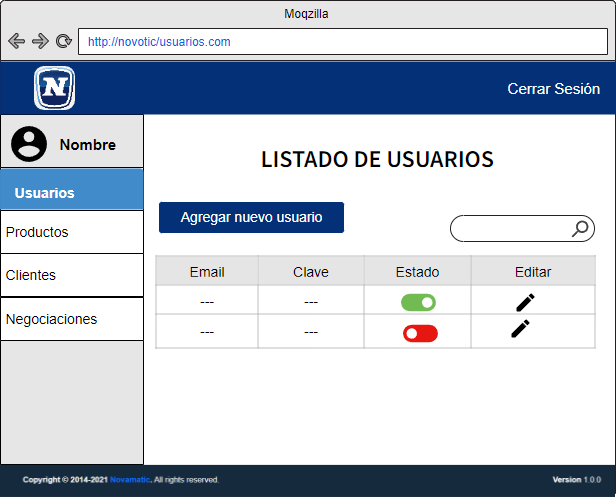 Moqzilla
http://novotic/usuarios.com
N
Cerrar Sesión
Nombre
LISTADO DE USUARIOS
Usuarios
Agregar nuevo usuario
Productos
Clientes
Negociaciones
Email Clave Estado Editar
--- ---
--- ---
Copyright © 2014-2021 Novamatic. All rights reserved.
Version 1.0.0